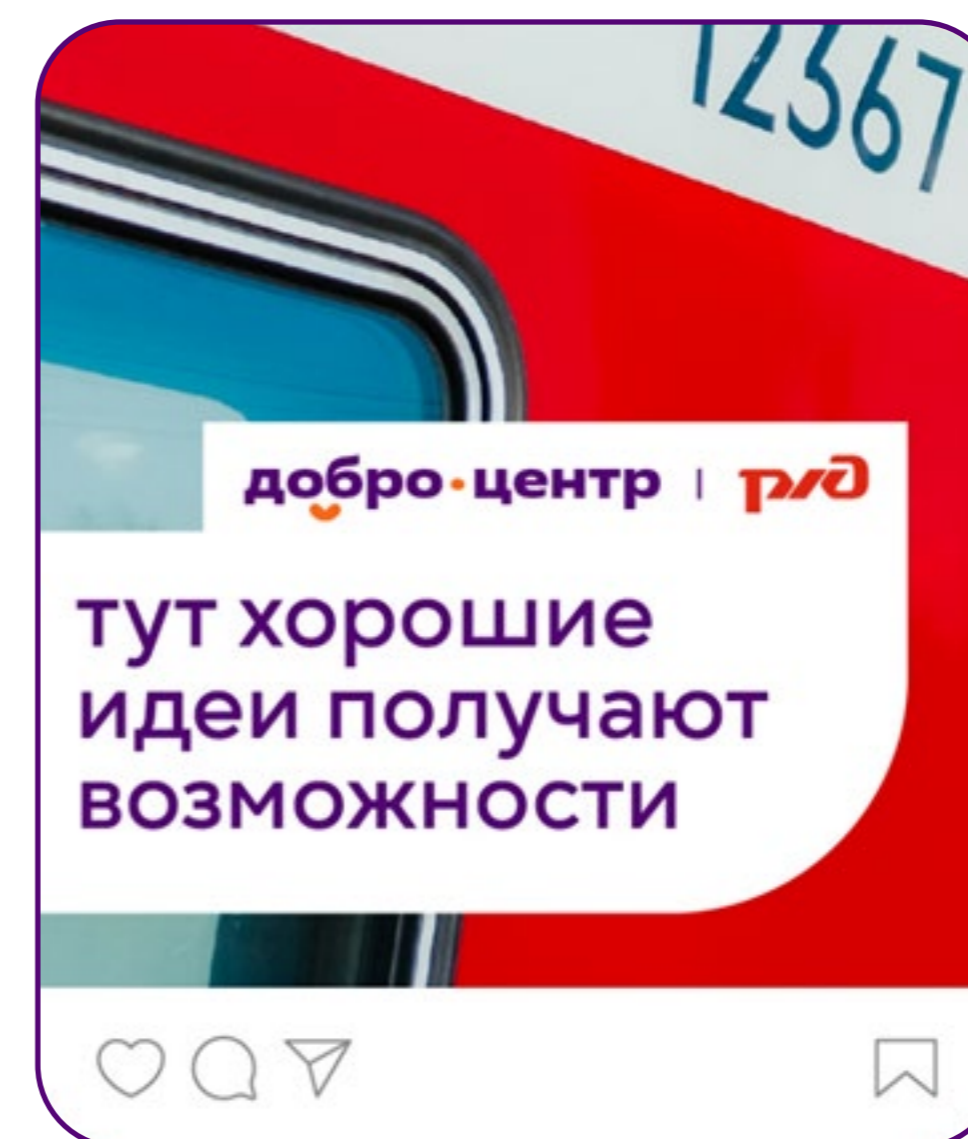 12367
добро•центр | ржд
тут хорошие
идеи получают
возможности